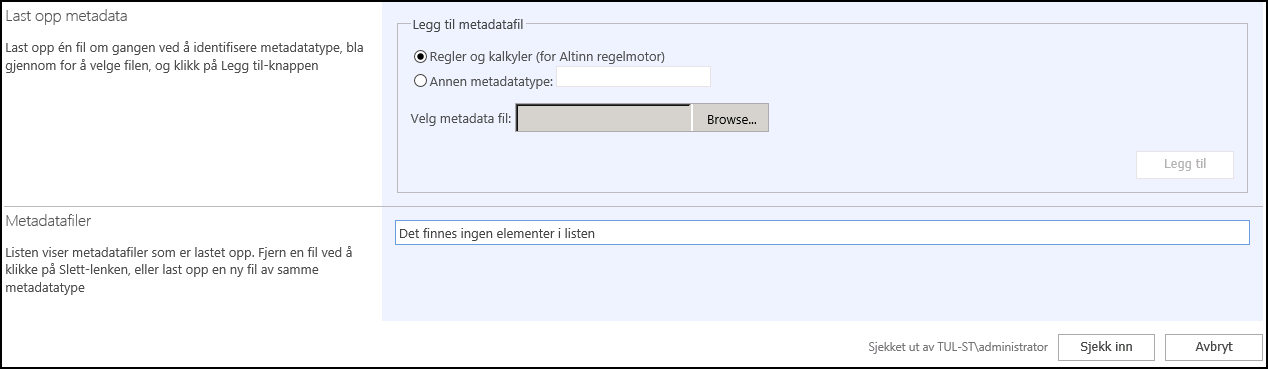 Last opp metadata
Last opp én fil om gangen ved å identifisere metadatatype, bla
gjennom for å velge filen, og klikk på Legg til-knappen
Legg til metadatafil
Regler og kalkyler (for Altinn regelmotor)
Annen metadatatype:
Velg metadata fil:
Browse...
Legg til
Metadatafiler
Listen viser metadatafiler som er lastet opp. Fjern en fil ved å
klikke på Slett-lenken, eller last opp en ny fil av samme
metadatatype
Det finnes ingen elementer i listen
Sjekket ut av TUL-ST\administrator
Sjekk inn
Avbryt